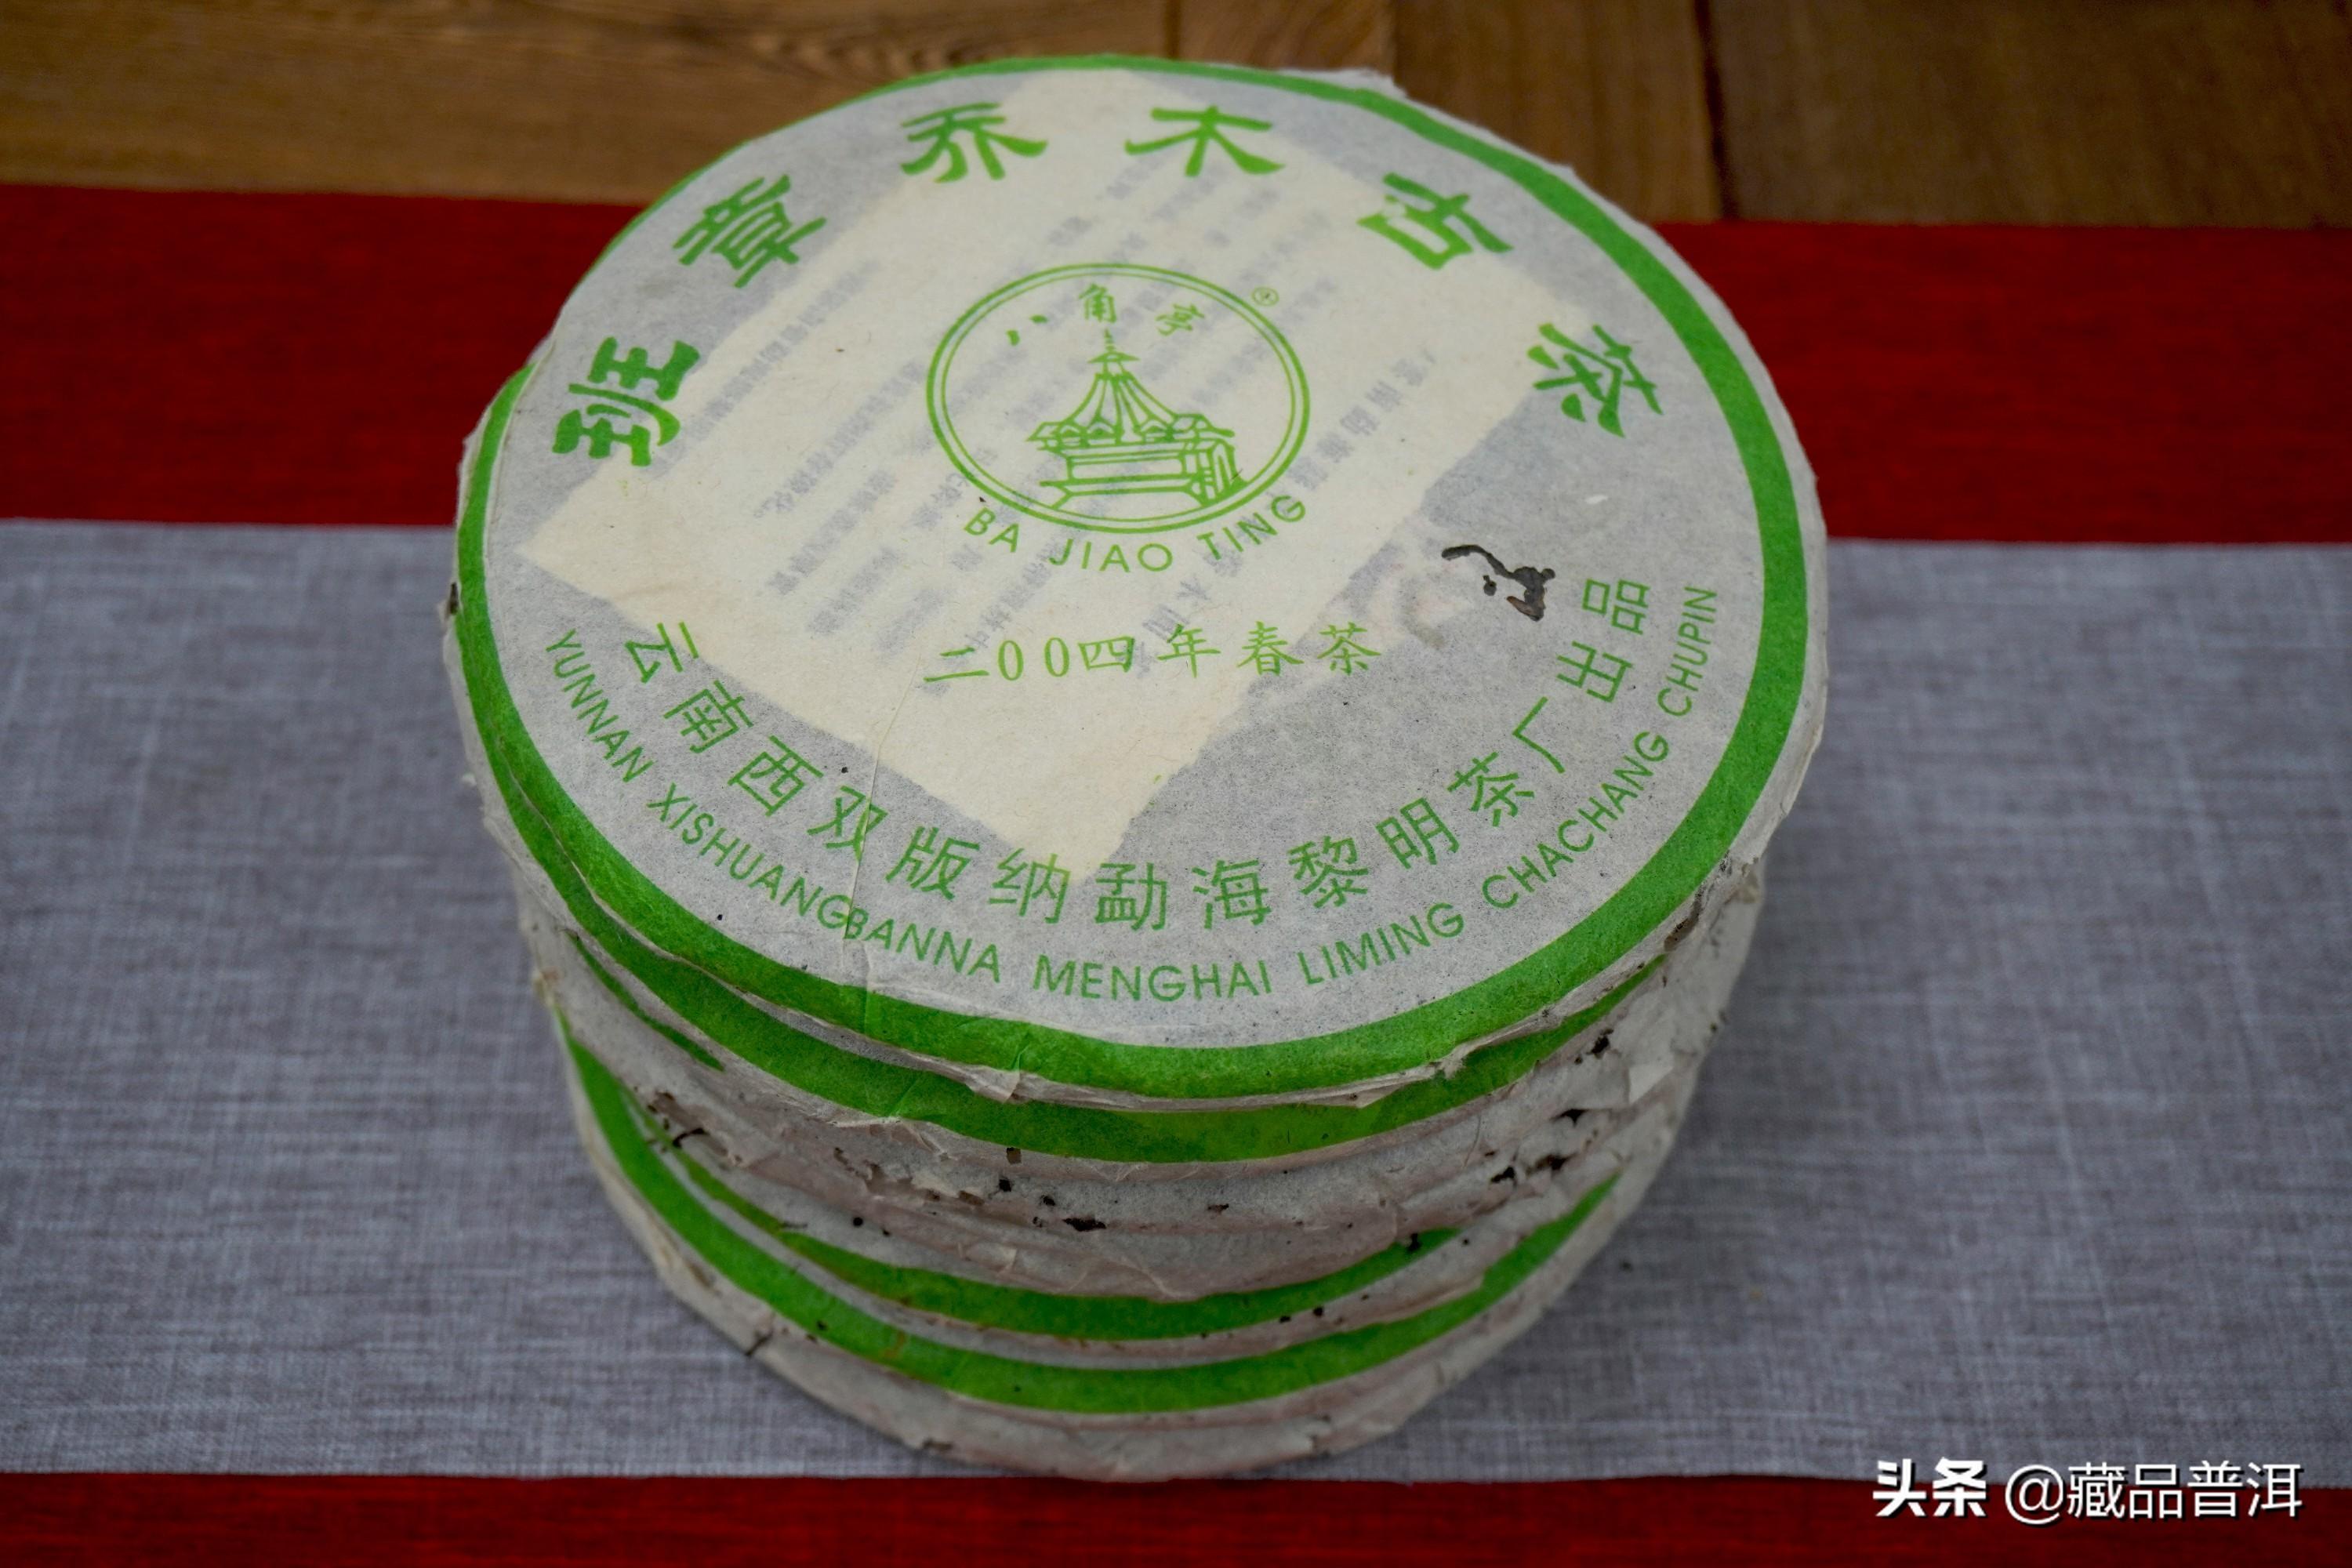 班章乔木古茶
八角亭
®
BA JIAO TING
二00四年春茶
云南西双版纳勐海黎明茶厂出品
YUNNAN XISHUANGBANNA MENGHAI LIMING CHACHANG CHUPIN
头条 @藏品普洱